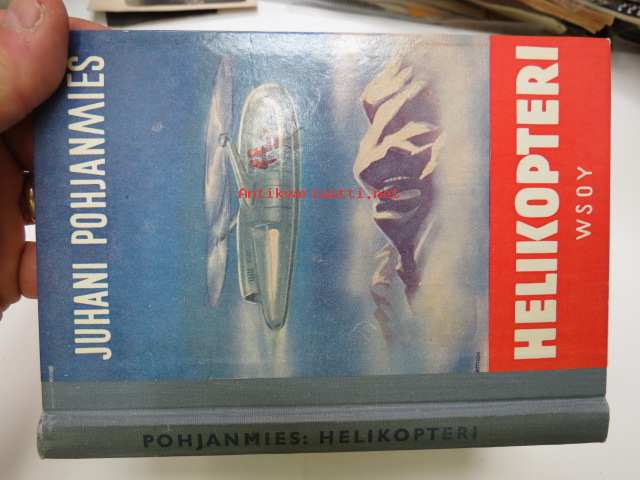 JUHANI POHJANMIES
HELIKOPTERI
WSOY
POHJANMIES: HELIKOPTERI
Antikvariaatti.net